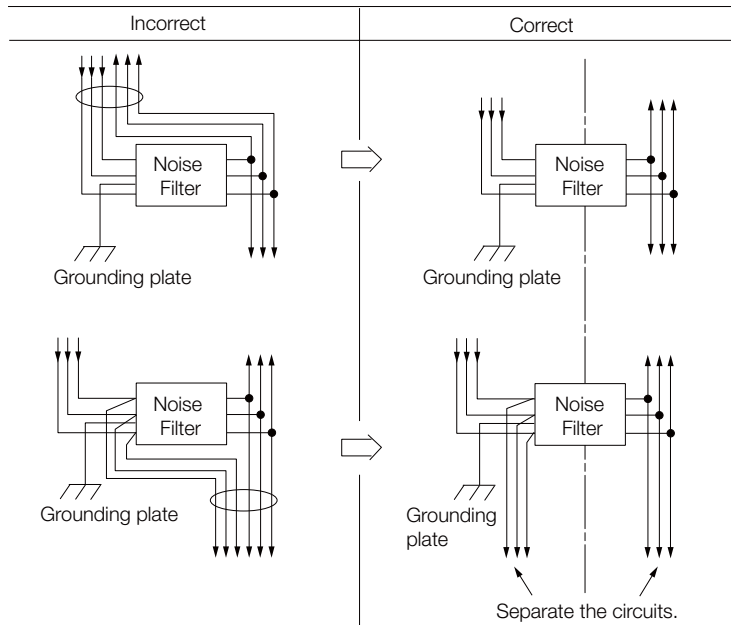 Incorrect
Correct
Noise
Filter
Grounding plate
Noise
Filter
Grounding plate
Noise
Filter
Grounding plate
Noise
Filter
Grounding
plate
Separate the circuits.